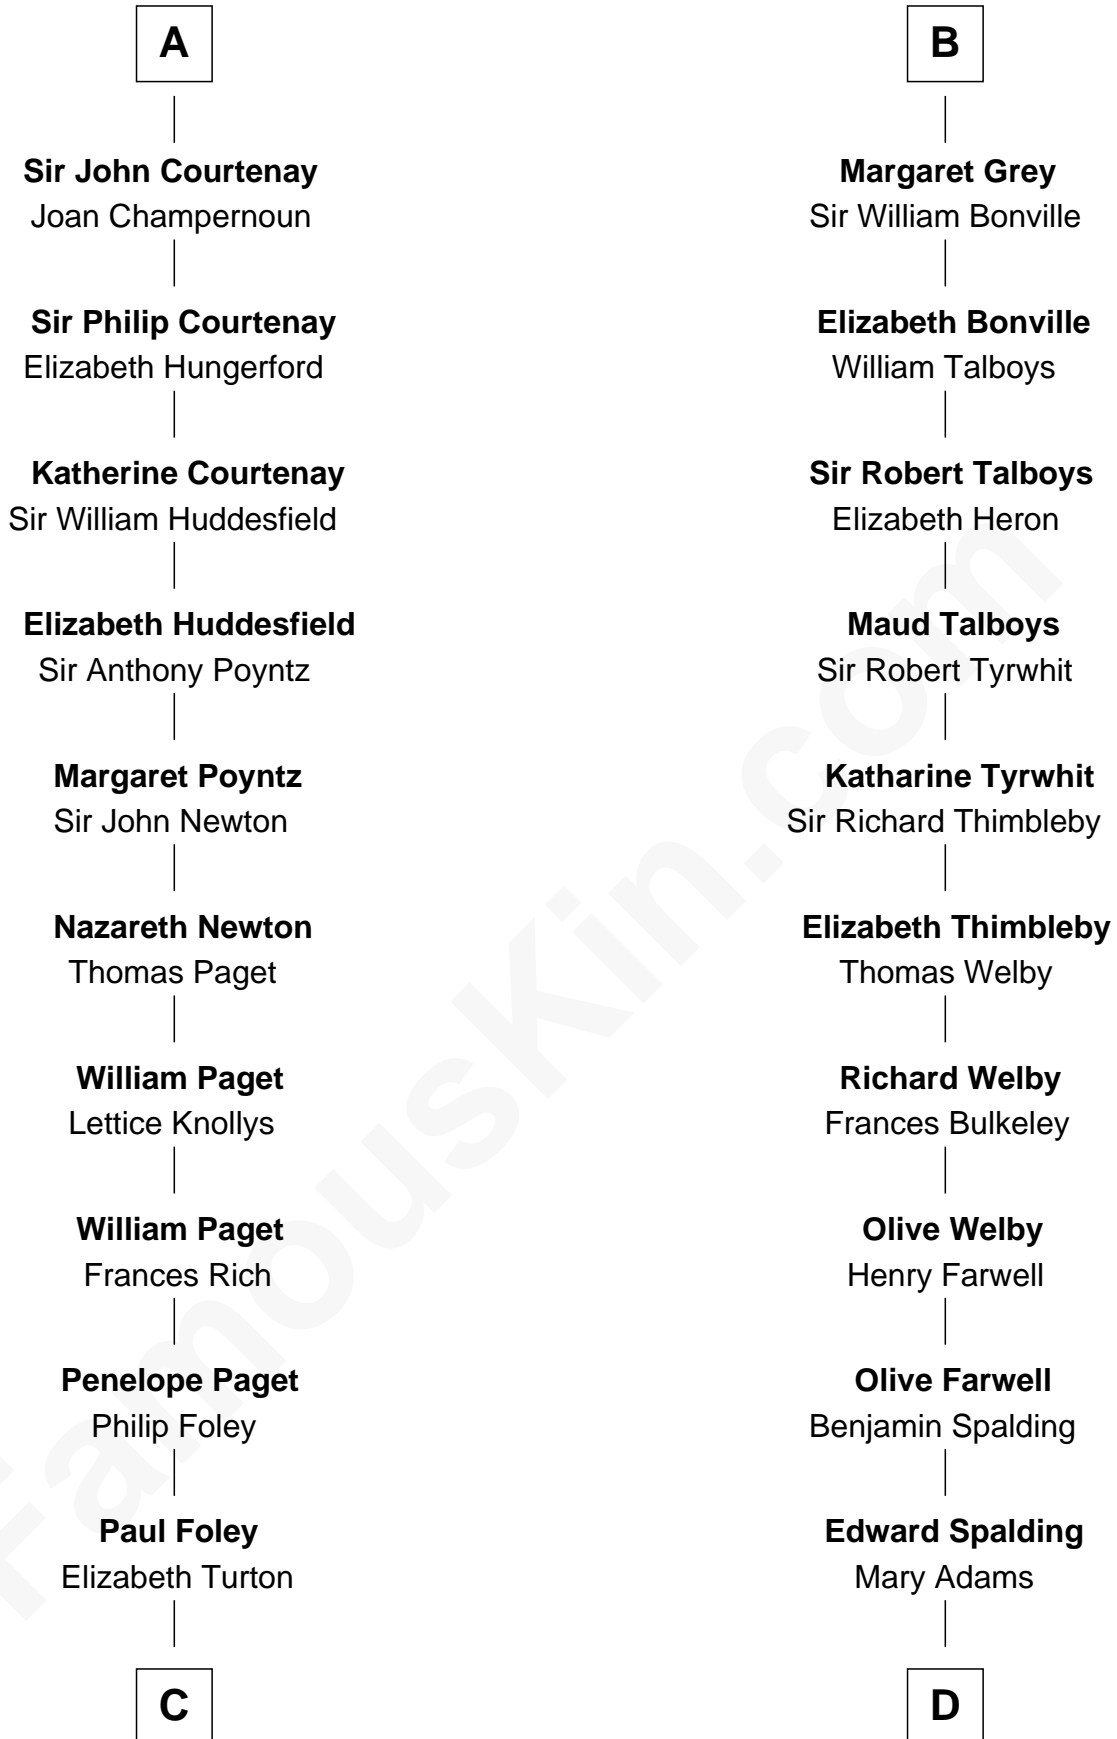 A
Sir John Courtenay
Joan Champernoun
Sir Philip Courtenay
Elizabeth Hungerford
Katherine Courtenay
Sir William Huddesfield
Elizabeth Huddesfield
Sir Anthony Poyntz
Margaret Poyntz
Sir John Newton
Nazareth Newton
Thomas Paget
William Paget
Lettice Knollys
William Paget
Frances Rich
Penelope Paget
Philip Foley
Paul Foley
Elizabeth Turton
C
B
Margaret Grey
Sir William Bonville
Elizabeth Bonville
William Talboys
Sir Robert Talboys
Elizabeth Heron
Maud Talboys
Sir Robert Tyrwhit
Katharine Tyrwhit
Sir Richard Thimbleby
Elizabeth Thimbleby
Thomas Welby
Richard Welby
Frances Bulkeley
Olive Welby
Henry Farwell
Olive Farwell
Benjamin Spalding
Edward Spalding
Mary Adams
D
FamousKin.com